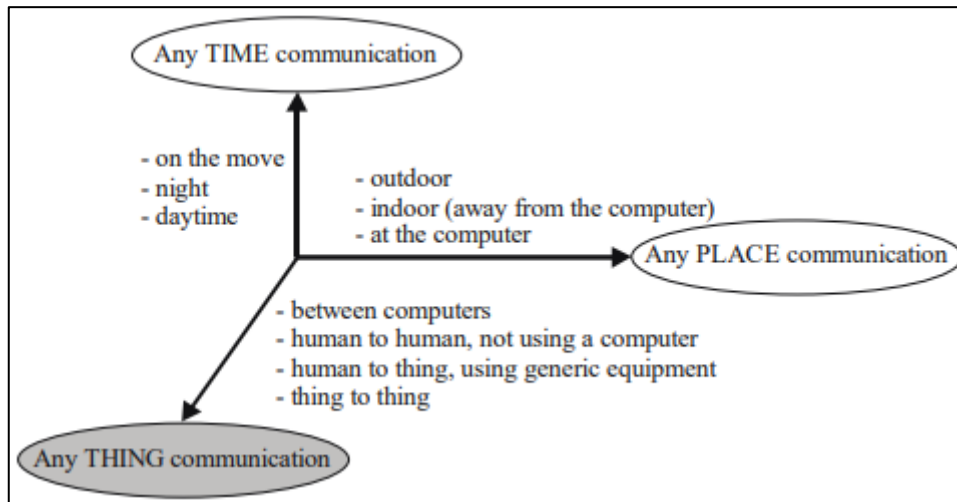 Any TIME communication
- on the move
- night
- daytime
- outdoor
- indoor (away from the computer)
- at the computer
Any PLACE communication
- between computers
- human to human, not using a computer
- human to thing, using generic equipment
- thing to thing
Any THING communication